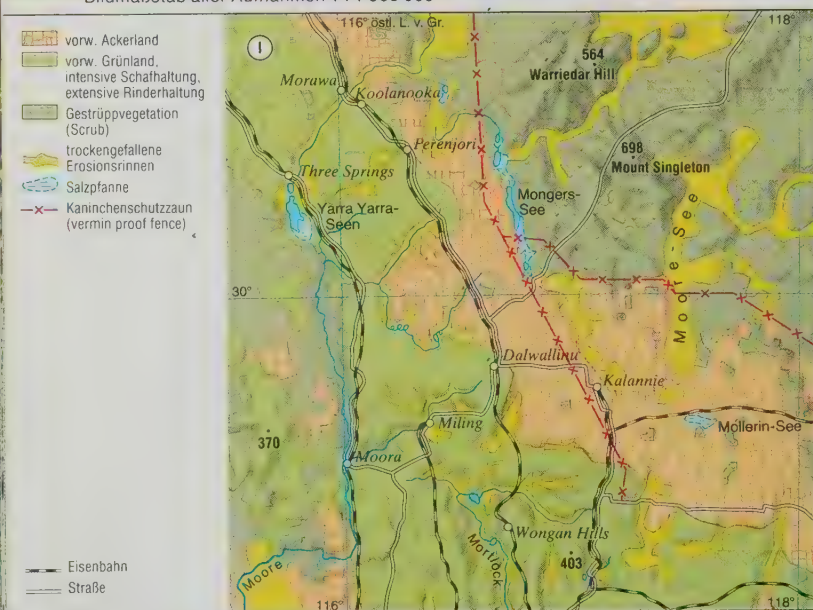 116° östl. L. v. Gr.
118°
vorw. Ackerland
vorw. Grünland,
intensive Schafhaltung,
extensive Rinderhaltung
Gestrüppvegetation
(Scrub)
trockengefallene
Erosionsrinnen
Salzpfanne
Kaninchenschutzzaun
(vermin proof fence)
Eisenbahn
Straße
I
564
Warriedar Hill
Morawa
Koolanooka
Perenjori
698
Mount Singleton
Three Springs
Mongers-
See
Yarra Yarra-
Seen
Moore-See
30°
Dalwallinu
Kalannie
Miling
Mollerin-See
370
Moora
Wongan Hills
Mortlock
403
Moore
116°
118°